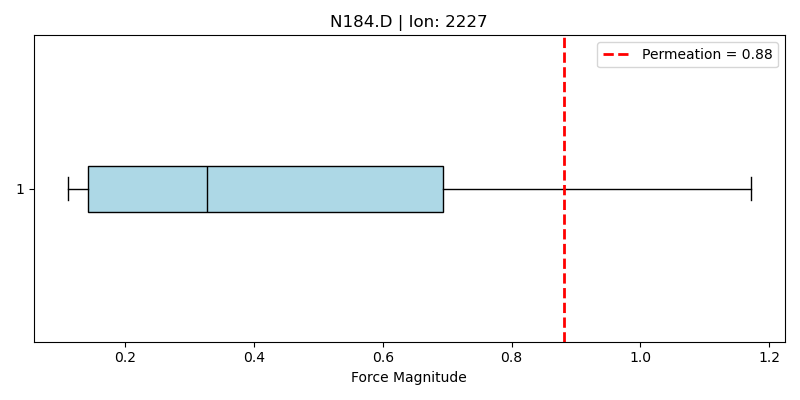 N184.D | Ion: 2227
Permeation = 0.88
1
0.2 0.4 0.6 0.8 1.0 1.2
Force Magnitude